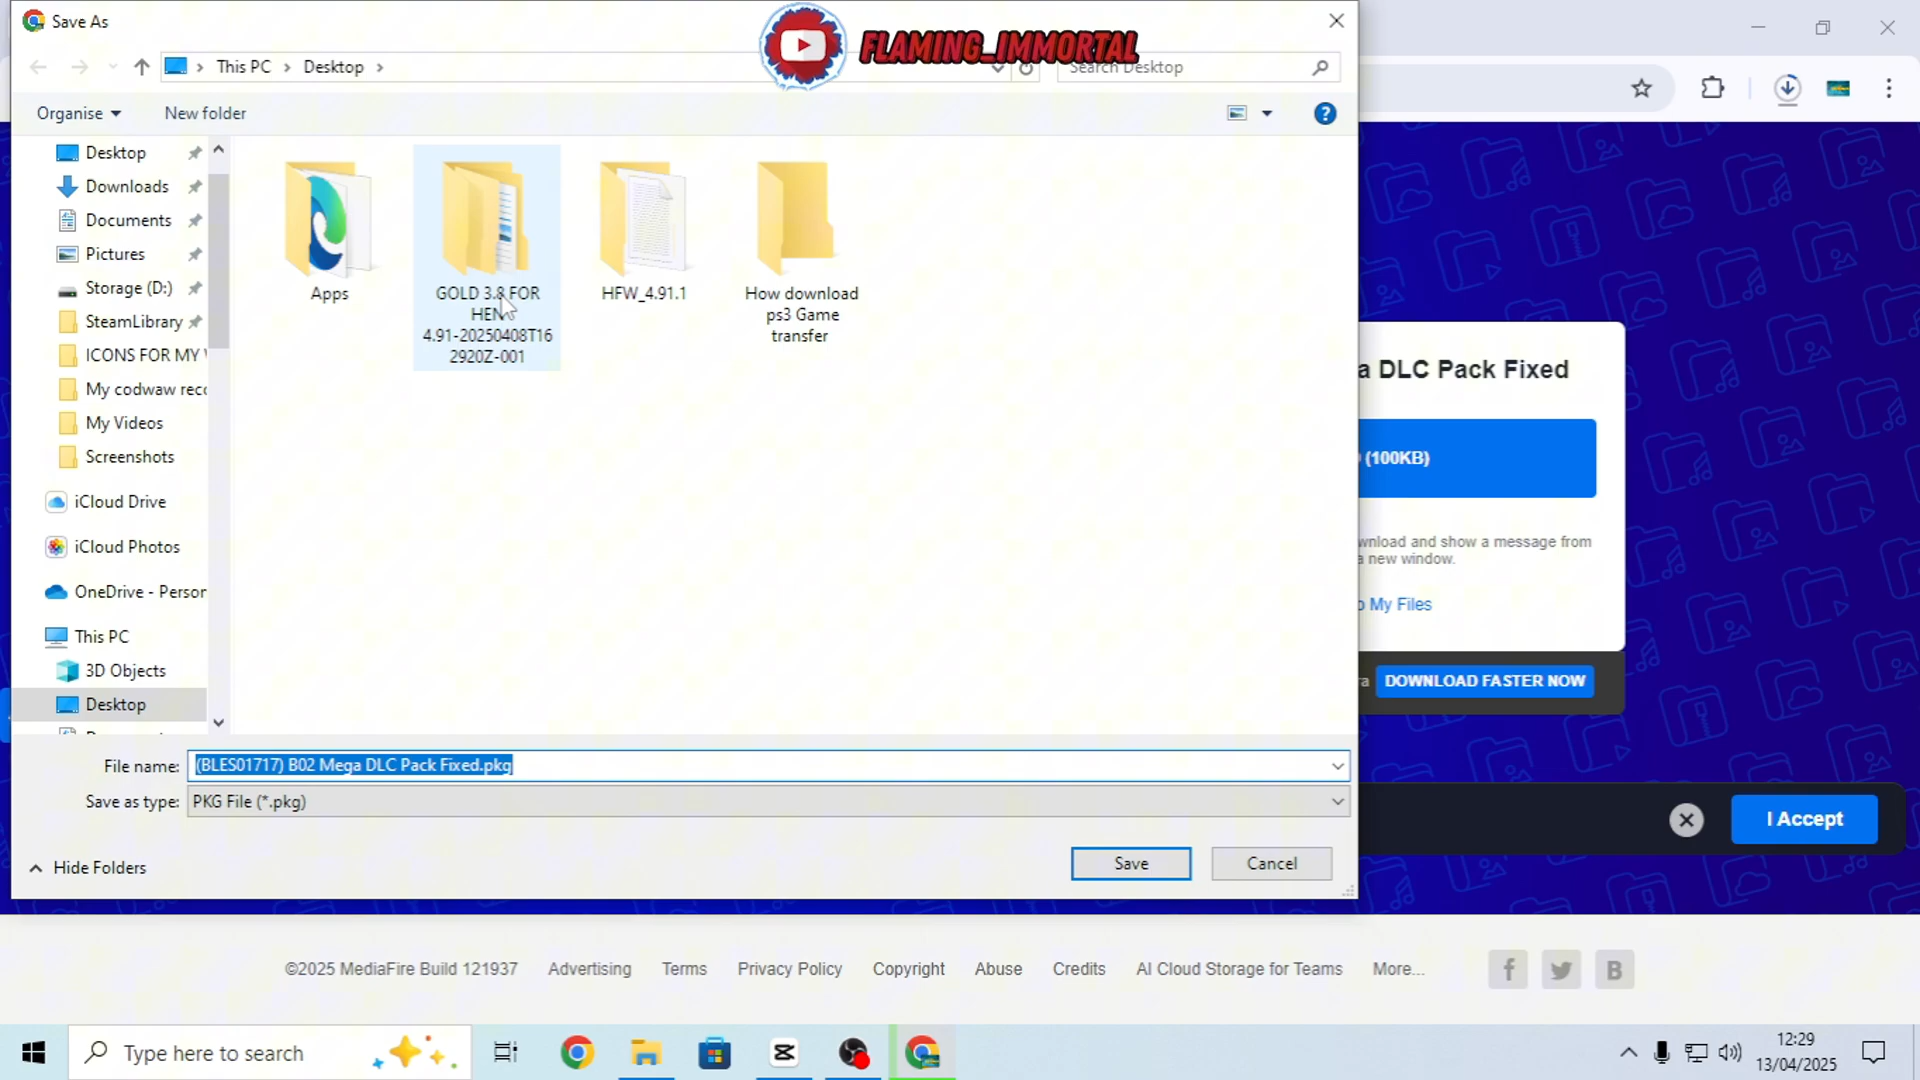 Save As
FLAMING_IMMORTAL
This PC > Desktop >
Search Desktop
Organise
New folder
Desktop
Downloads
Documents
Pictures
Storage (D:)
SteamLibrary
ICONS FOR MY
My codwaw rec
My Videos
Screenshots
iCloud Drive
iCloud Photos
OneDrive - Person
This PC
3D Objects
Desktop
Apps
GOLD 3.8 FOR
HEN
4.91-20250408T16
2920Z-001
HFW_4.91.1
How download
ps3 Game
transfer
a DLC Pack Fixed
(100KB)
wnload and show a message from
a new window.
o My Files
a
DOWNLOAD FASTER NOW
File name:
(BLES01717) B02 Mega DLC Pack Fixed.pkg
Save as type:
PKG File (*.pkg)
Hide Folders
Save
Cancel
I Accept
©2025 MediaFire Build 121937
Advertising
Terms
Privacy Policy
Copyright
Abuse
Credits
AI Cloud Storage for Teams
More...
Type here to search
12:29
13/04/2025